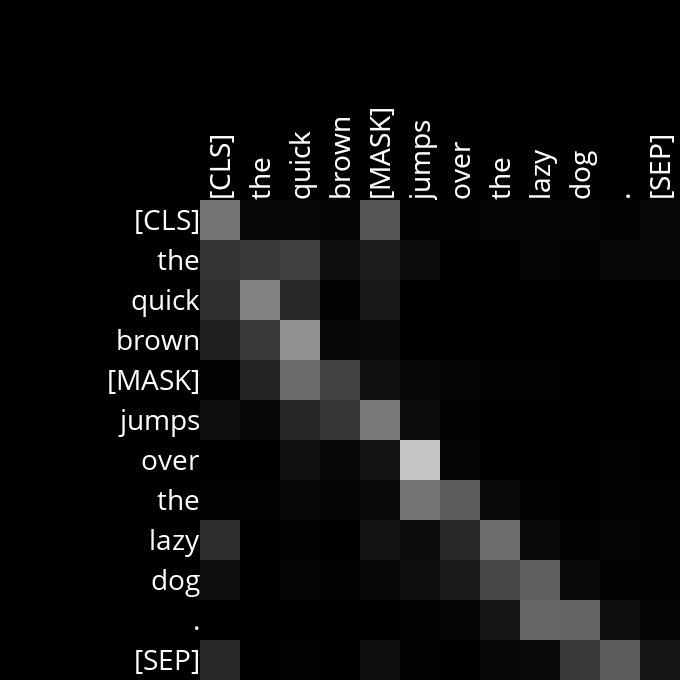 [CLS] the quick brown [MASK] jumps over the lazy dog . [SEP]
[CLS]
the
quick
brown
[MASK]
jumps
over
the
lazy
dog
.
[SEP]